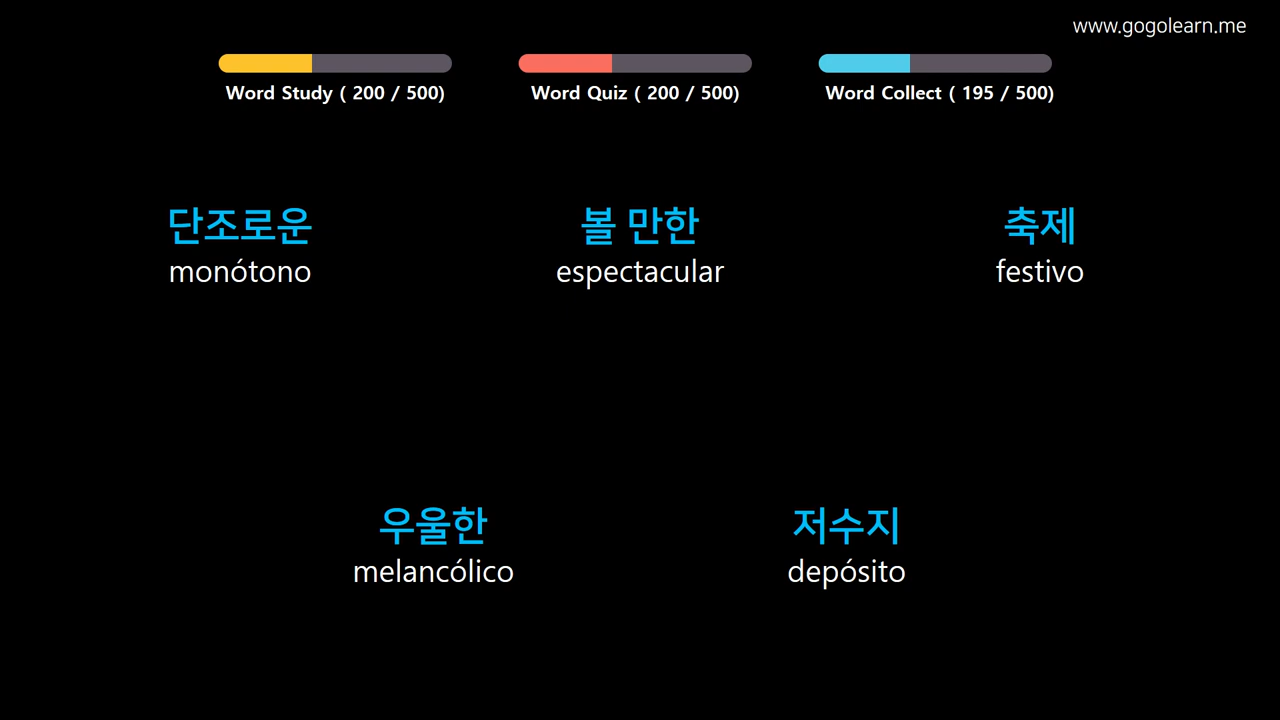 www.gogolearn.me
Word Study ( 200 / 500)
Word Quiz ( 200 / 500)
Word Collect ( 195 / 500)
단조로운
monótono
볼 만한
espectacular
축제
festivo
우울한
melancólico
저수지
depósito